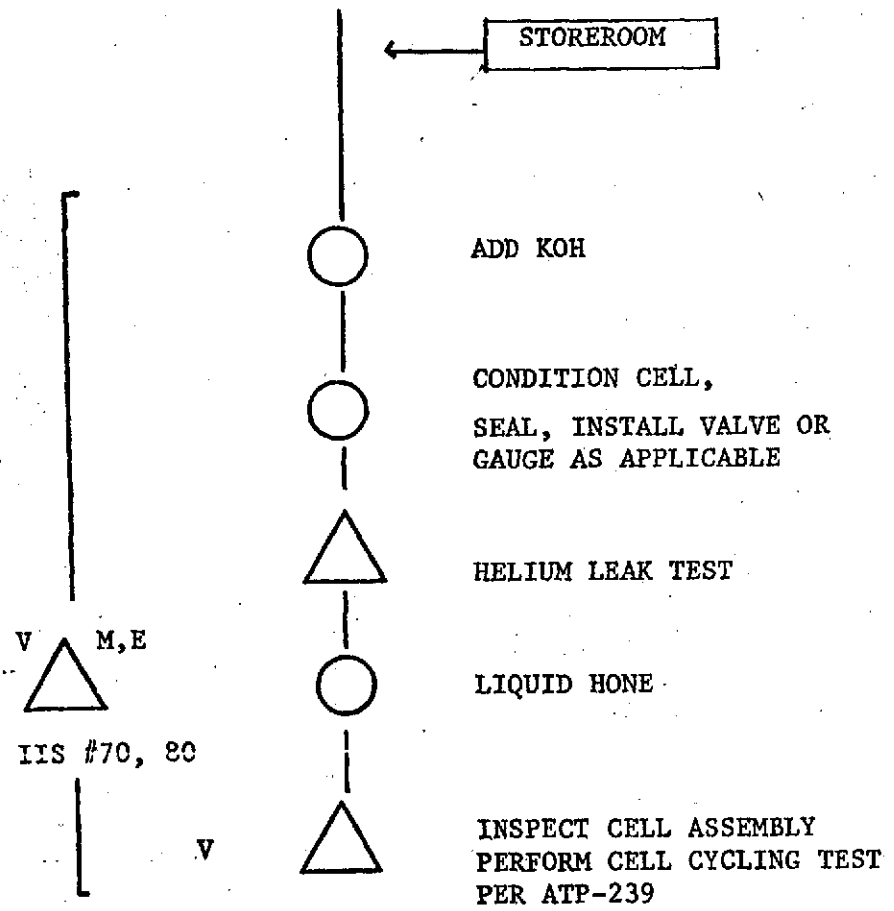 STOREROOM
ADD KOH
CONDITION CELL,
SEAL, INSTALL VALVE OR
GAUGE AS APPLICABLE
HELIUM LEAK TEST
V M,E
LIQUID HONE
IIS #70, 80
V
INSPECT CELL ASSEMBLY
PERFORM CELL CYCLING TEST
PER ATP-239